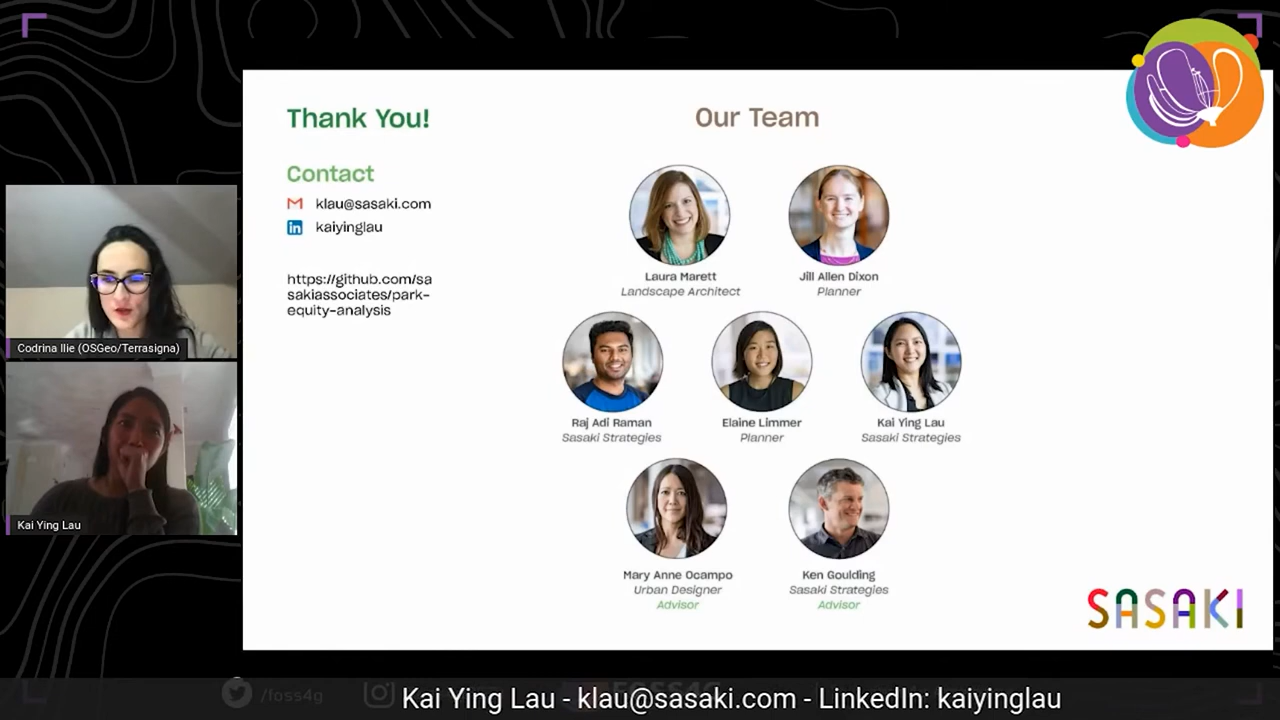 Thank You!
Our Team
Contact
klau@sasaki.com
kaiyinglau
https://github.com/sa
sakiassociates/park-
equity-analysis
Laura Marett
Landscape Architect
Jill Allen Dixon
Planner
Raj Adi Raman
Sasaki Strategies
Elaine Limmer
Planner
Kai Ying Lau
Sasaki Strategies
Mary Anne Ocampo
Urban Designer
Advisor
Ken Goulding
Sasaki Strategies
Advisor
SASAKI
Codrina Ilie (OSGeo/Terrasigna)
Kai Ying Lau
/foss4g
Kai Ying Lau - klau@sasaki.com - LinkedIn: kaiyinglau